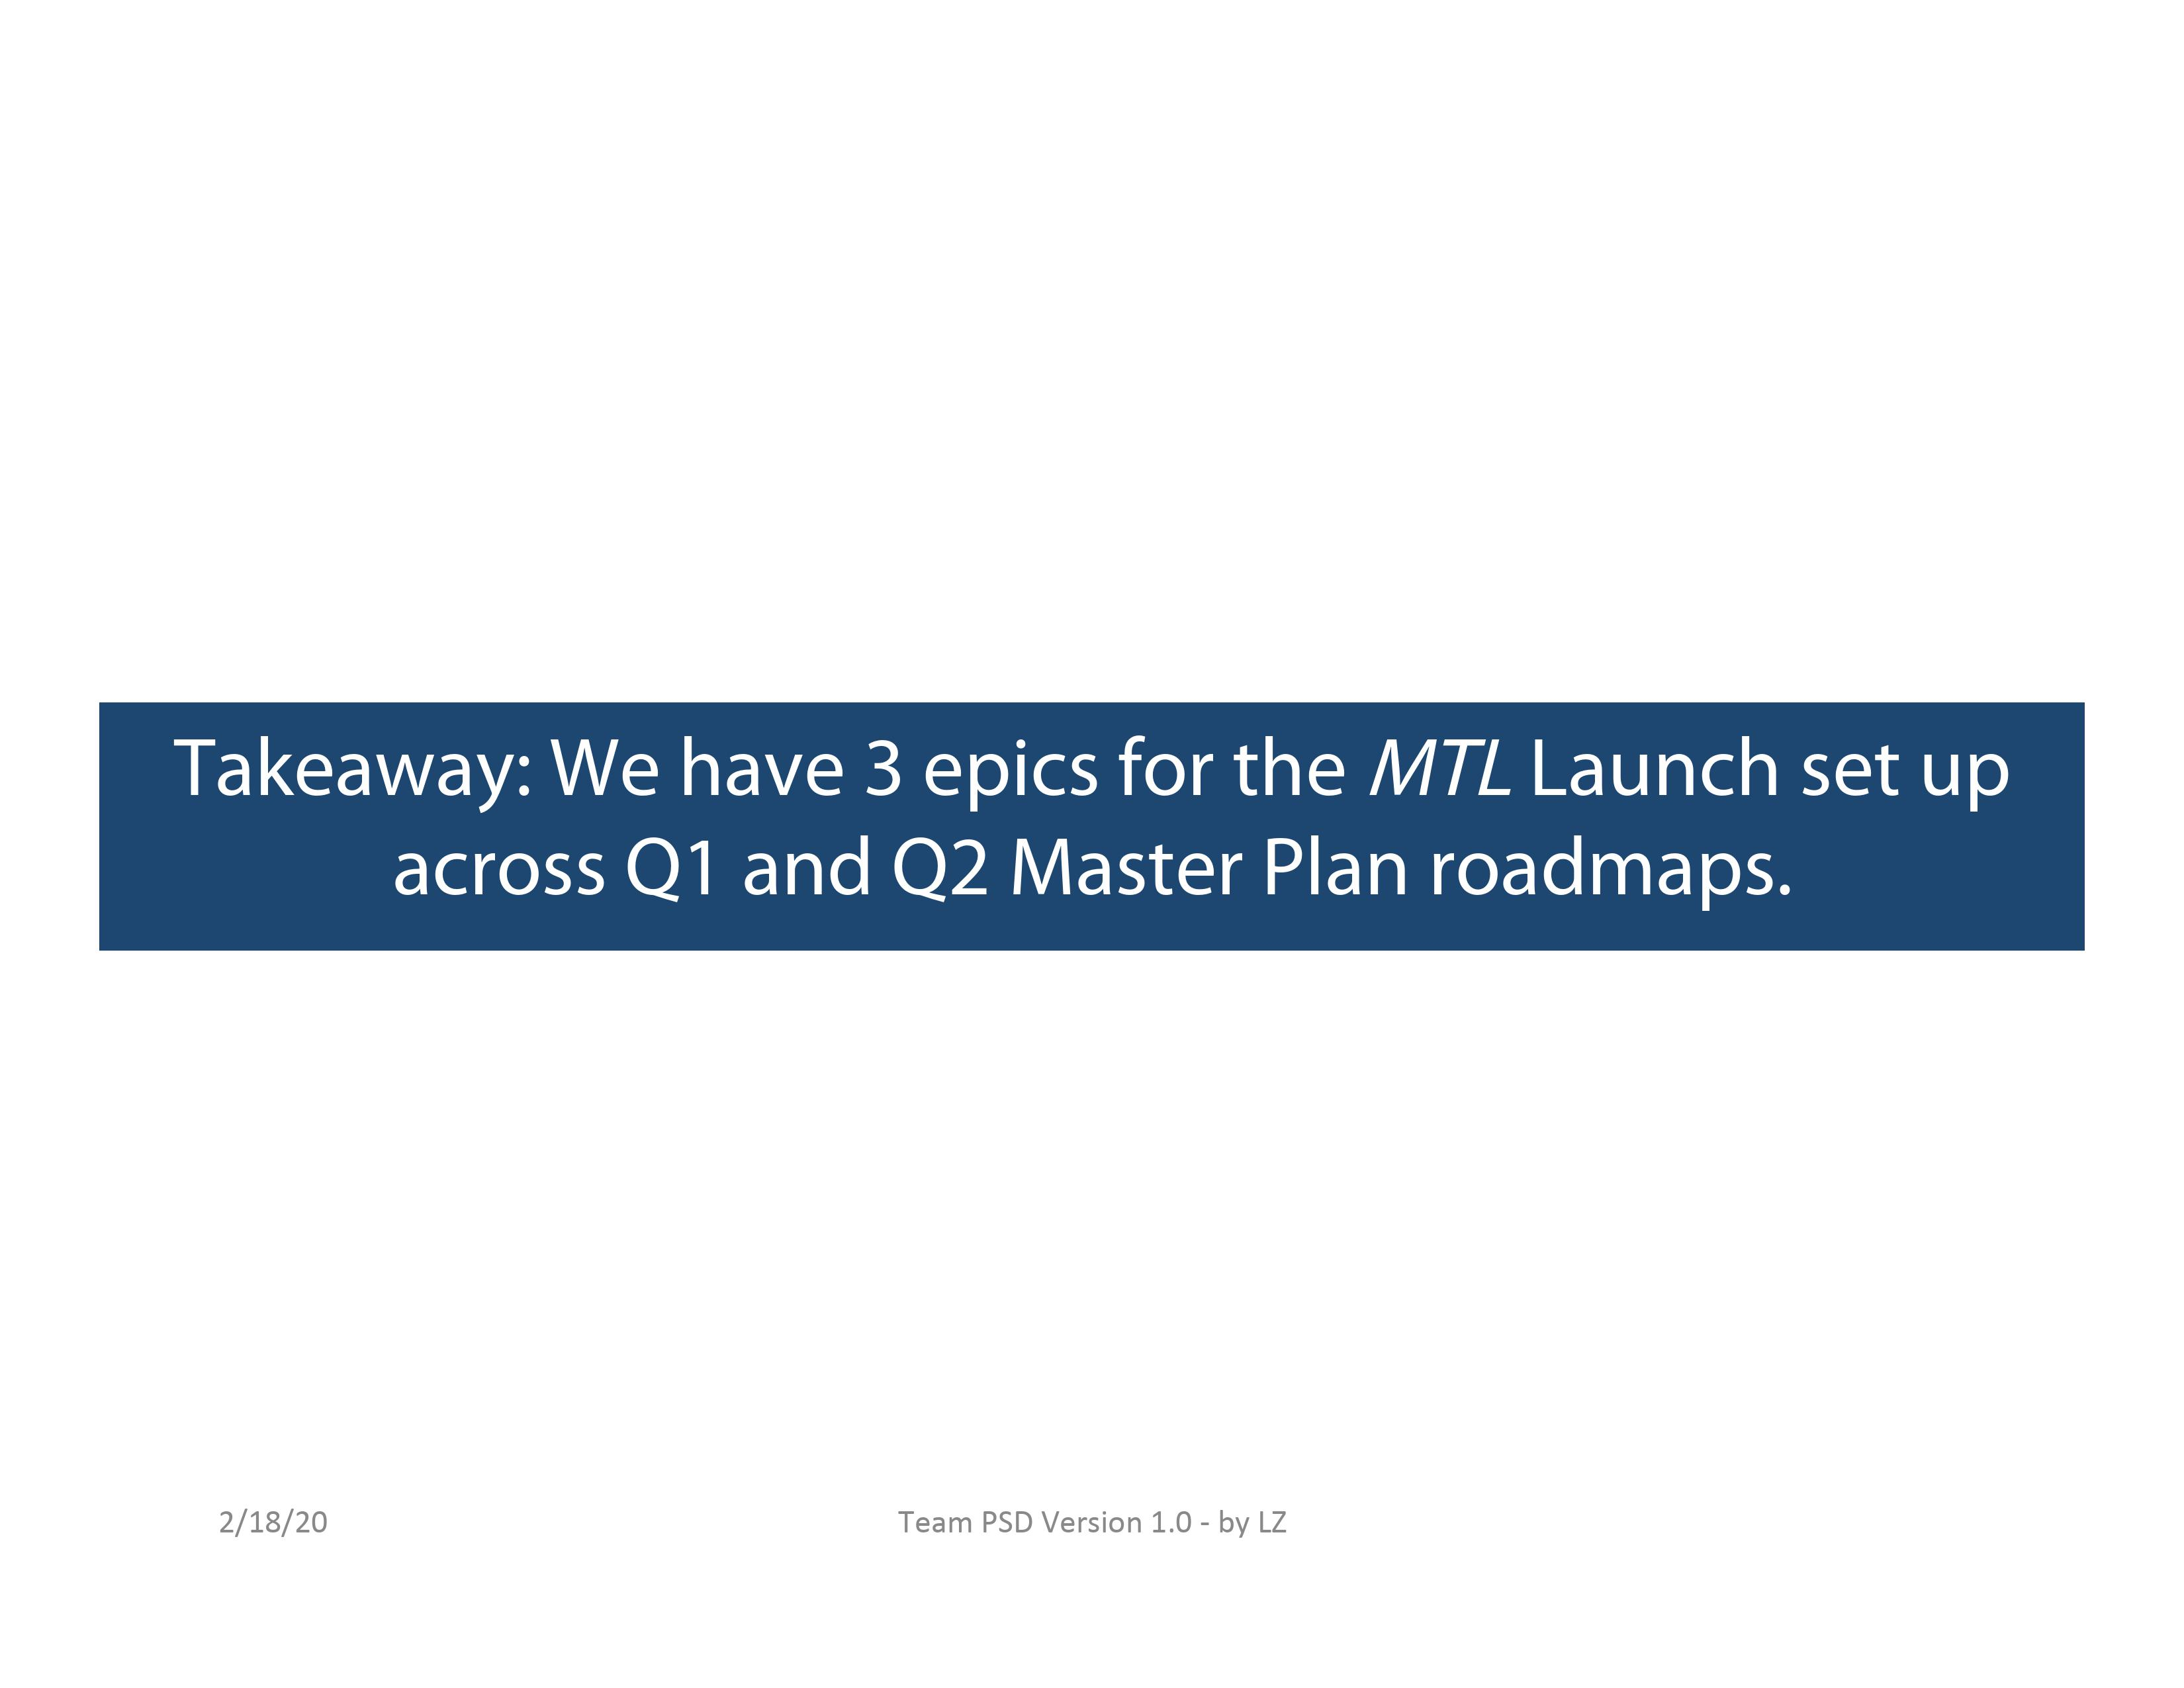 Takeaway: We have 3 epics for the MTL Launch set up
across Q1 and Q2 Master Plan roadmaps.
2/18/20
Team PSD Version 1.0 - by LZ